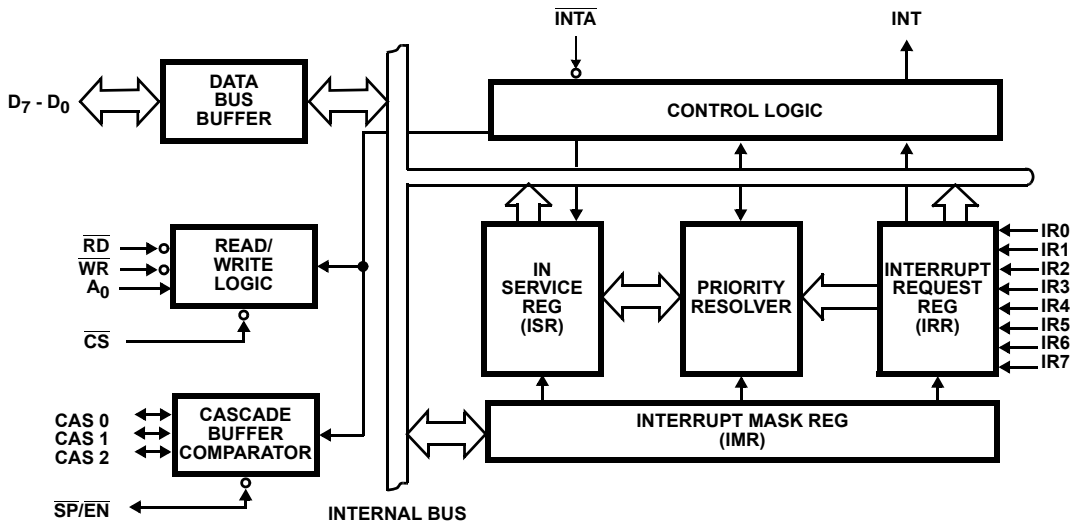 INTA
INT
DATA
BUS
BUFFER
D7 - D0
CONTROL LOGIC
RD
WR
A0
READ/
WRITE
LOGIC
CS
IN
SERVICE
REG
(ISR)
PRIORITY
RESOLVER
INTERRUPT
REQUEST
REG
(IRR)
IR0
IR1
IR2
IR3
IR4
IR5
IR6
IR7
CAS 0
CAS 1
CAS 2
CASCADE
BUFFER
COMPARATOR
INTERRUPT MASK REG
(IMR)
SP/EN
INTERNAL BUS